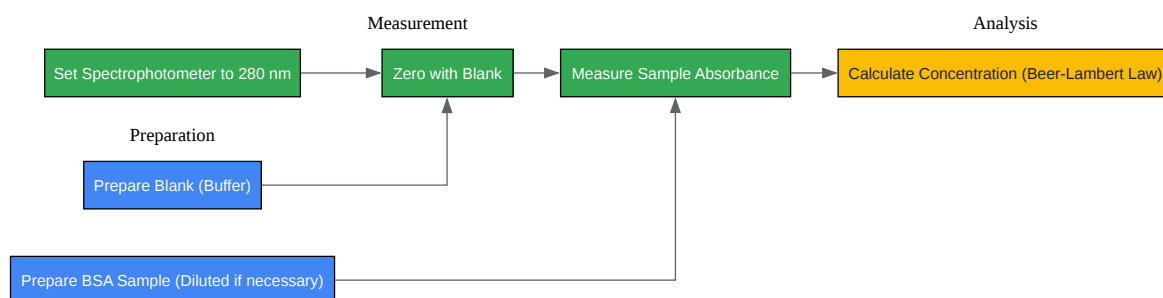 Measurement
Analysis
Set Spectrophotometer to 280 nm
Zero with Blank
Measure Sample Absorbance
Calculate Concentration (Beer-Lambert Law)
Preparation
Prepare Blank (Buffer)
Prepare BSA Sample (Diluted if necessary)